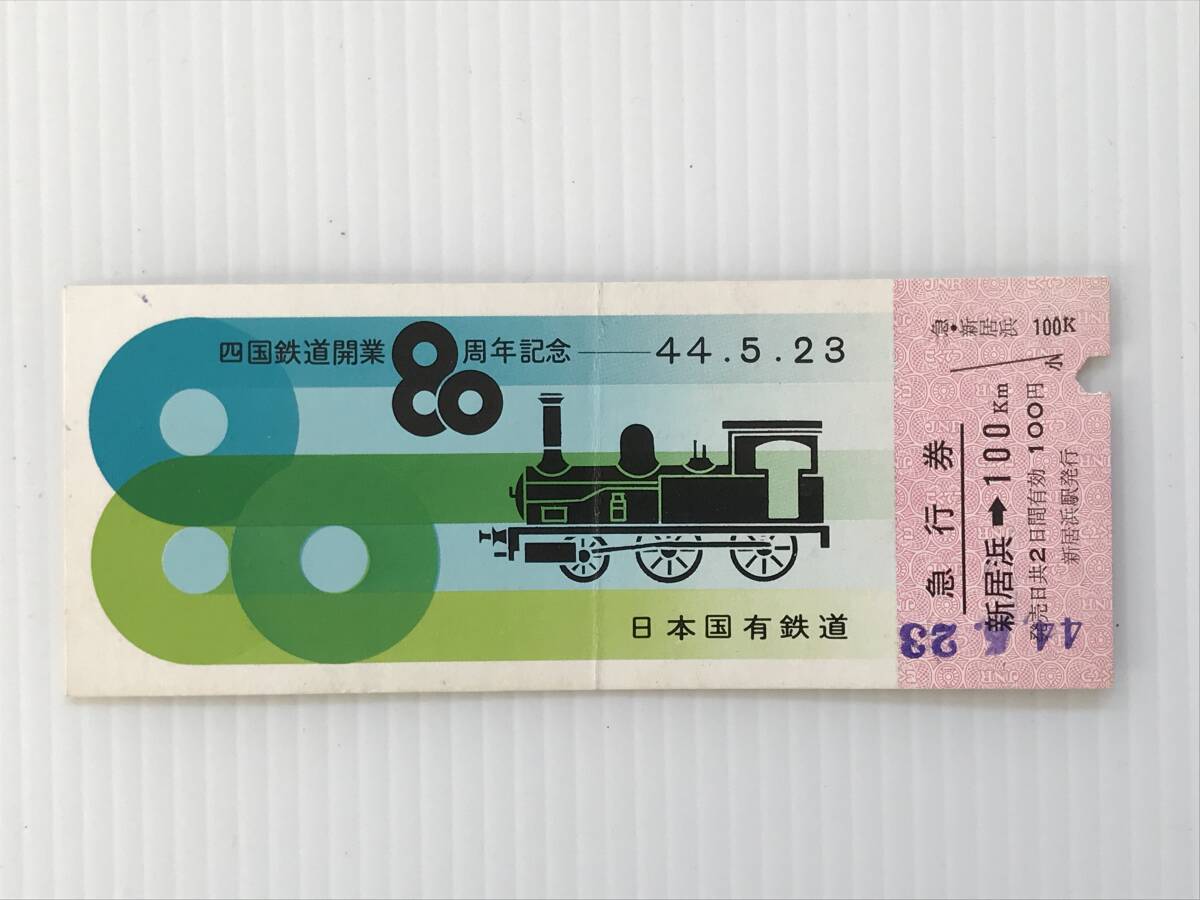 四国鉄道開業80周年記念——44.5.23
日本国有鉄道
急・新居浜 100K
小
急行券
新居浜➡100Km
発売日共2日間有効 100円
新居浜駅発行
44. 5. 23